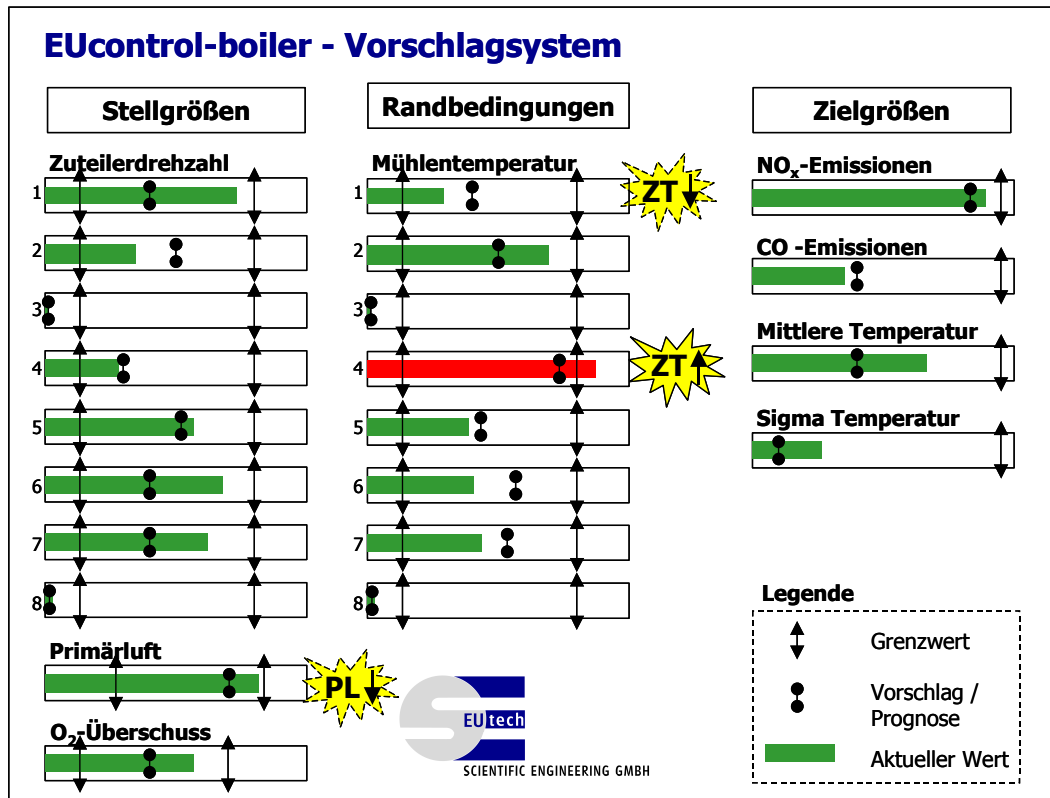 EUcontrol-boiler - Vorschlagsystem
Stellgrößen
Zuteilerdrehzahl
1
2
3
4
5
6
7
8
Primärluft
PL
O₂-Überschuss
Randbedingungen
Mühlentemperatur
1
ZT
2
3
4
ZT
5
6
7
8
EUtech
SCIENTIFIC ENGINEERING GMBH
Zielgrößen
NOₓ-Emissionen
CO -Emissionen
Mittlere Temperatur
Sigma Temperatur
Legende
Grenzwert
Vorschlag /
Prognose
Aktueller Wert